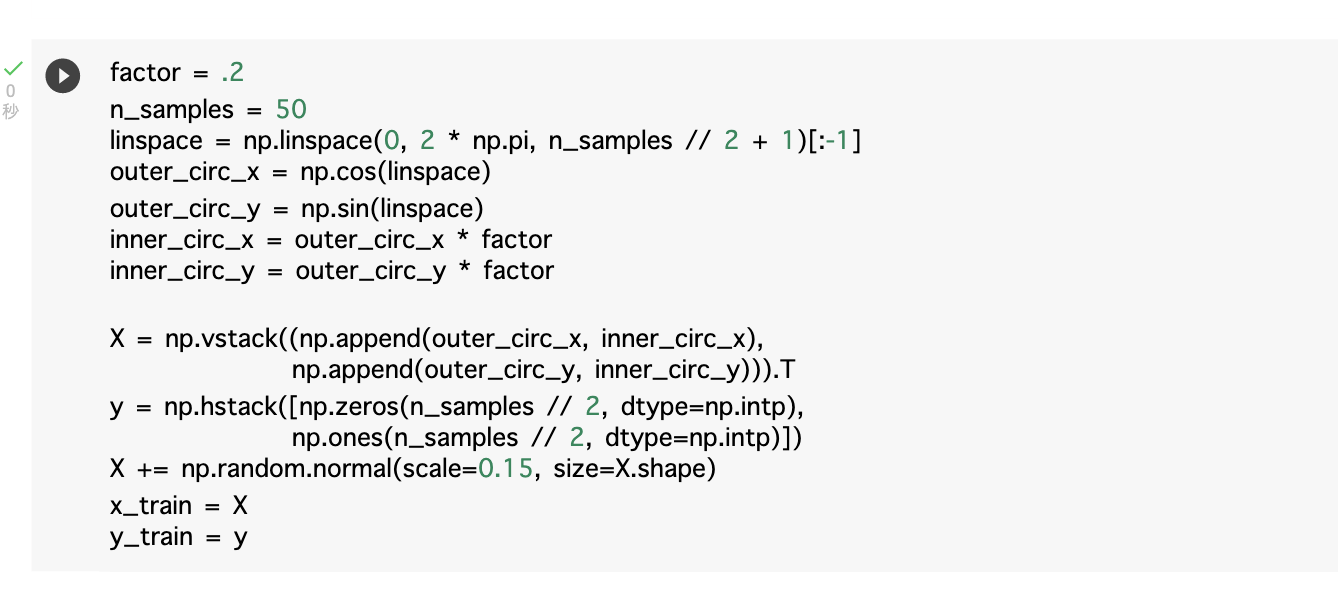 factor = .2
n_samples = 50
0
秒
linspace = np.linspace(0, 2 * np.pi, n_samples // 2 + 1)[:-1]
outer_circ_x = np.cos(linspace)
outer_circ_y = np.sin(linspace)
inner_circ_x = outer_circ_x * factor
inner_circ_y = outer_circ_y * factor
X = np.vstack((np.append(outer_circ_x, inner_circ_x),
np.append(outer_circ_y, inner_circ_y))).T
y = np.hstack([np.zeros(n_samples // 2, dtype=np.intp),
np.ones(n_samples // 2, dtype=np.intp)])
X += np.random.normal(scale=0.15, size=X.shape)
x_train = X
y_train = y